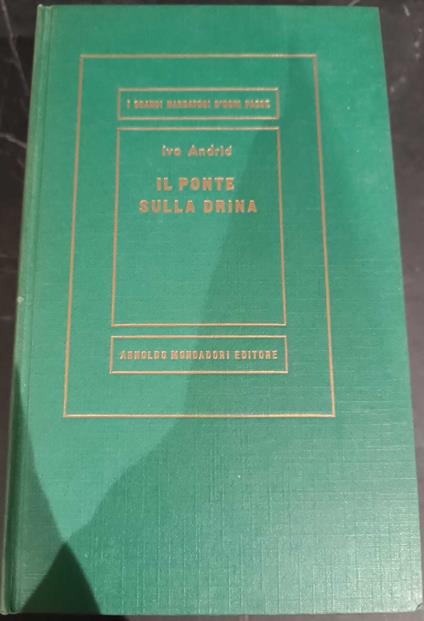 I GRANDI NARRATORI D'OGNI PAESE
Ivo Andrić
IL PONTE
SULLA DRINA
ARNOLDO MONDADORI EDITORE